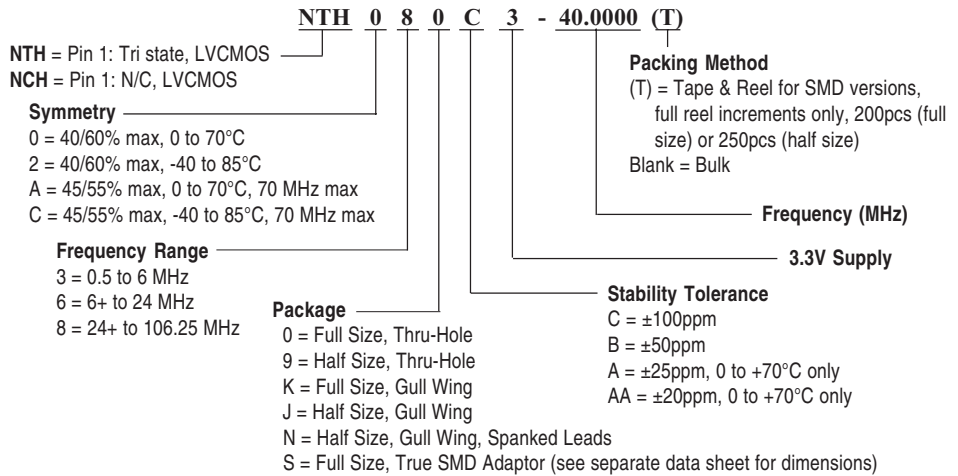 NTH 0 8 0 C 3 - 40.0000 (T)
NTH = Pin 1: Tri state, LVCMOS
NCH = Pin 1: N/C, LVCMOS
Symmetry
0 = 40/60% max, 0 to 70°C
2 = 40/60% max, -40 to 85°C
A = 45/55% max, 0 to 70°C, 70 MHz max
C = 45/55% max, -40 to 85°C, 70 MHz max
Frequency Range
3 = 0.5 to 6 MHz
6 = 6+ to 24 MHz
8 = 24+ to 106.25 MHz
Package
0 = Full Size, Thru-Hole
9 = Half Size, Thru-Hole
K = Full Size, Gull Wing
J = Half Size, Gull Wing
N = Half Size, Gull Wing, Spanked Leads
S = Full Size, True SMD Adaptor (see separate data sheet for dimensions)
Packing Method
(T) = Tape & Reel for SMD versions,
full reel increments only, 200pcs (full
size) or 250pcs (half size)
Blank = Bulk
Frequency (MHz)
3.3V Supply
Stability Tolerance
C = ±100ppm
B = ±50ppm
A = ±25ppm, 0 to +70°C only
AA = ±20ppm, 0 to +70°C only